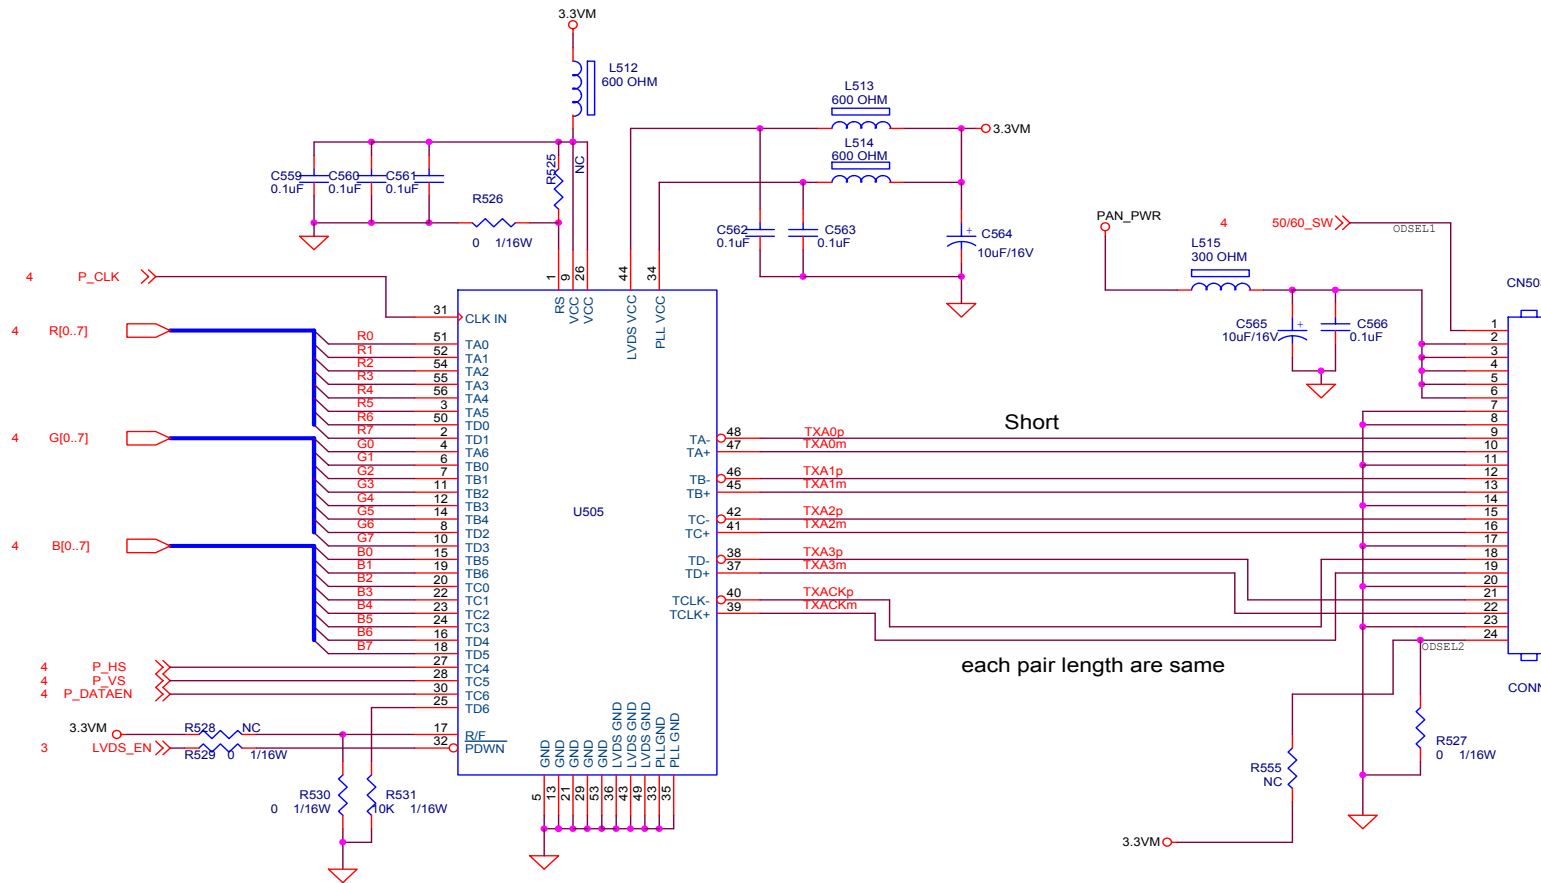 3.3VM
L512
600 OHM
L513
600 OHM
3.3VM
L514
600 OHM
C559
0.1uF
C560
0.1uF
C561
0.1uF
R525
NC
R526
0 1/16W
C562
0.1uF
C563
0.1uF
C564
10uF/16V
PAN_PWR
4 50/60_SW
ODSEL1
L515
300 OHM
C565
10uF/16V
C566
0.1uF
4 P_CLK
4 R[0..7]
4 G[0..7]
4 B[0..7]
4 P_HS
4 P_VS
4 P_DATAEN
3.3VM
3 LVDS_EN
R528 NC
R529 0 1/16W
R530
0 1/16W
R531
10K 1/16W
1 RS
9 VCC
26 VCC
44 LVDS VCC
34 PLL VCC
31 CLK IN
R0 51 TA0
R1 52 TA1
R2 54 TA2
R3 55 TA3
R4 56 TA4
R5 3 TA5
R6 50 TD0
R7 2 TD1
G0 4 TA6
G1 6 TB0
G2 7 TB1
G3 11 TB2
G4 12 TB3
G5 14 TB4
G6 8 TD2
G7 10 TD3
B0 15 TB5
B1 19 TB6
B2 20 TC0
B3 22 TC1
B4 23 TC2
B5 24 TC3
B6 16 TD4
B7 18 TD5
27 TC4
28 TC5
30 TC6
25 TD6
17 R/F
32 PDWN
U505
TA- 48 TXA0p
TA+ 47 TXA0m
TB- 46 TXA1p
TB+ 45 TXA1m
TC- 42 TXA2p
TC+ 41 TXA2m
TD- 38 TXA3p
TD+ 37 TXA3m
TCLK- 40 TXACKp
TCLK+ 39 TXACKm
GND 5
GND 13
GND 21
GND 29
GND 53
LVDS GND 36
LVDS GND 43
LVDS GND 49
PLLGND 33
PLL GND 35
Short
each pair length are same
1
2
3
4
5
6
7
8
9
10
11
12
13
14
15
16
17
18
19
20
21
22
23
24
ODSEL2
R527
0 1/16W
R555
NC
3.3VM